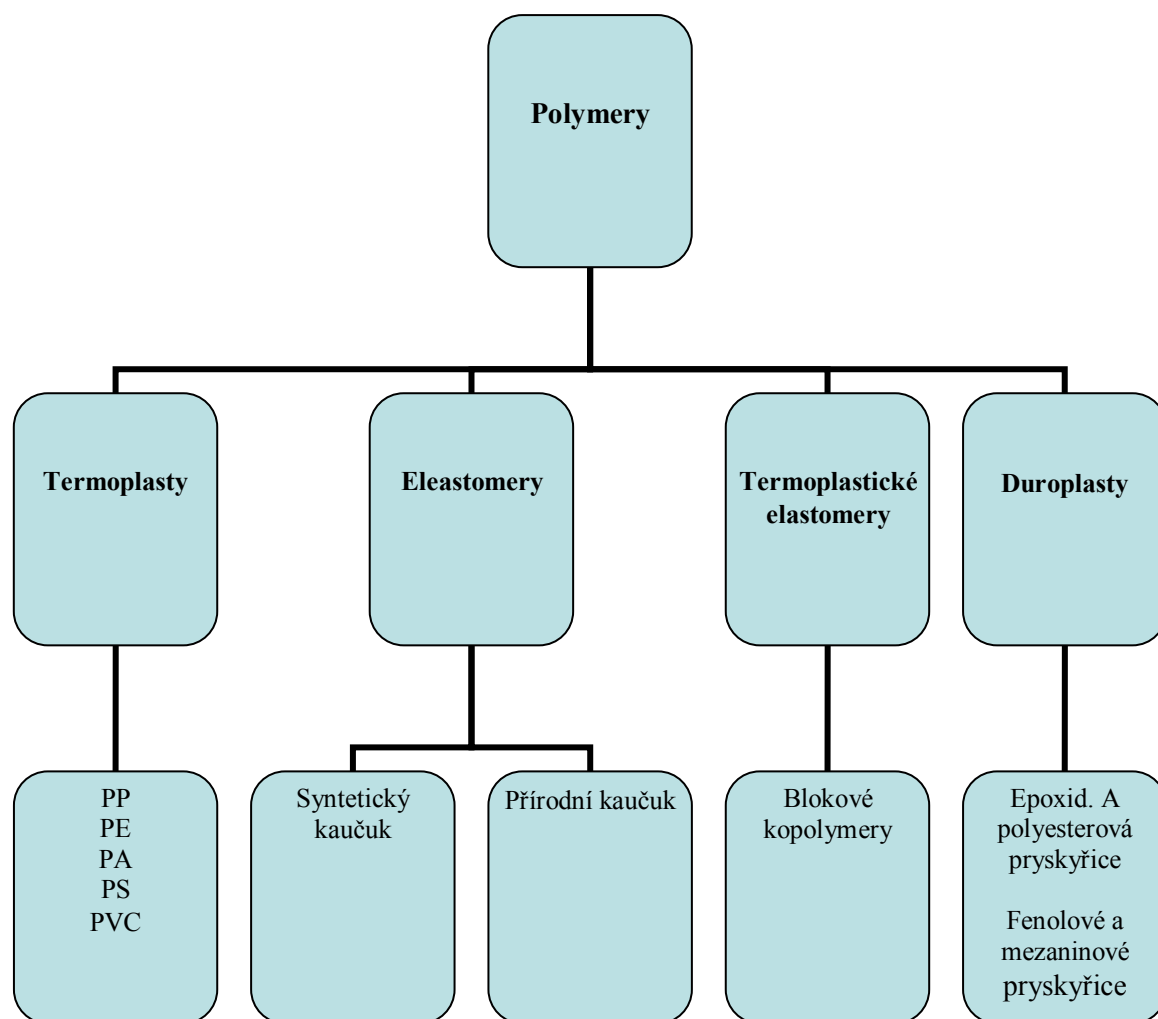 Polymery
Termoplasty
Eleastomery
Termoplastické
elastomery
Duroplasty
PP
PE
PA
PS
PVC
Syntetický
kaučuk
Přírodní kaučuk
Blokové
kopolymery
Epoxid. A
polyesterová
pryskyřice
Fenolové a
mezaninové
pryskyřice